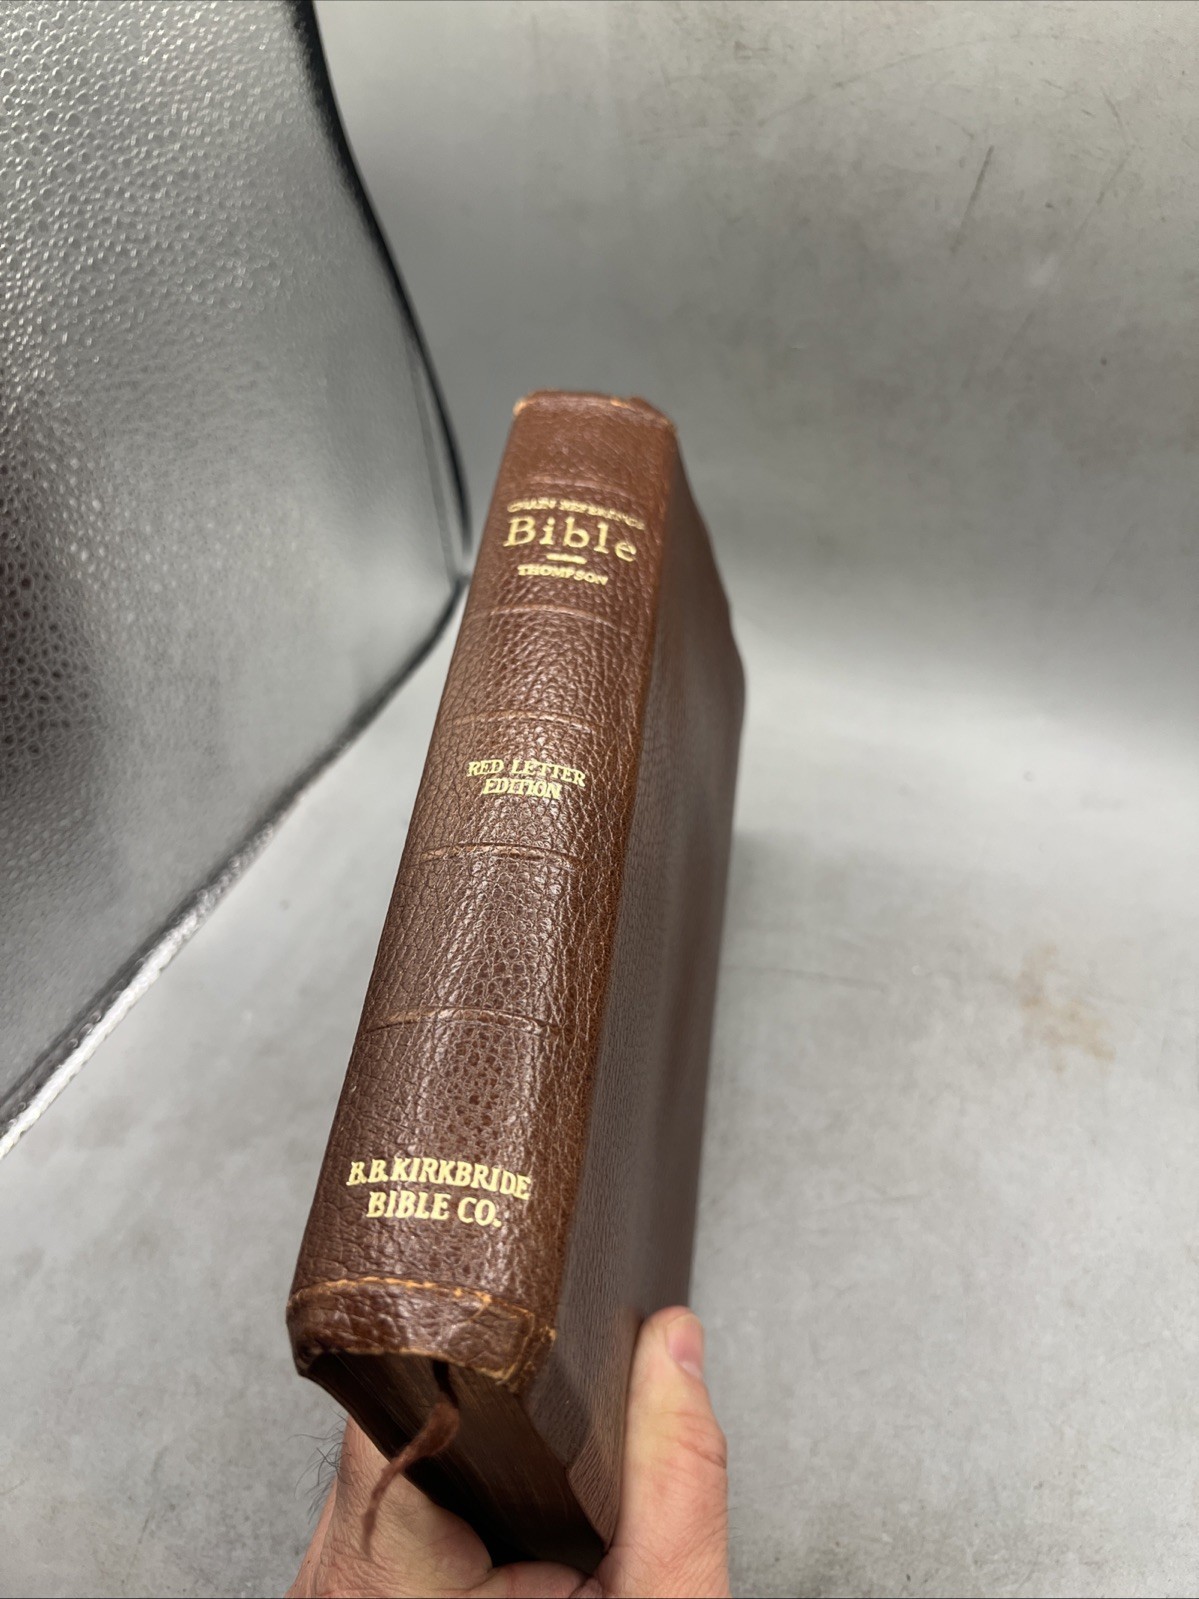 CHAIN REFERENCE
Bible
THOMPSON
RED LETTER
EDITION
B.B. KIRKBRIDE
BIBLE CO.